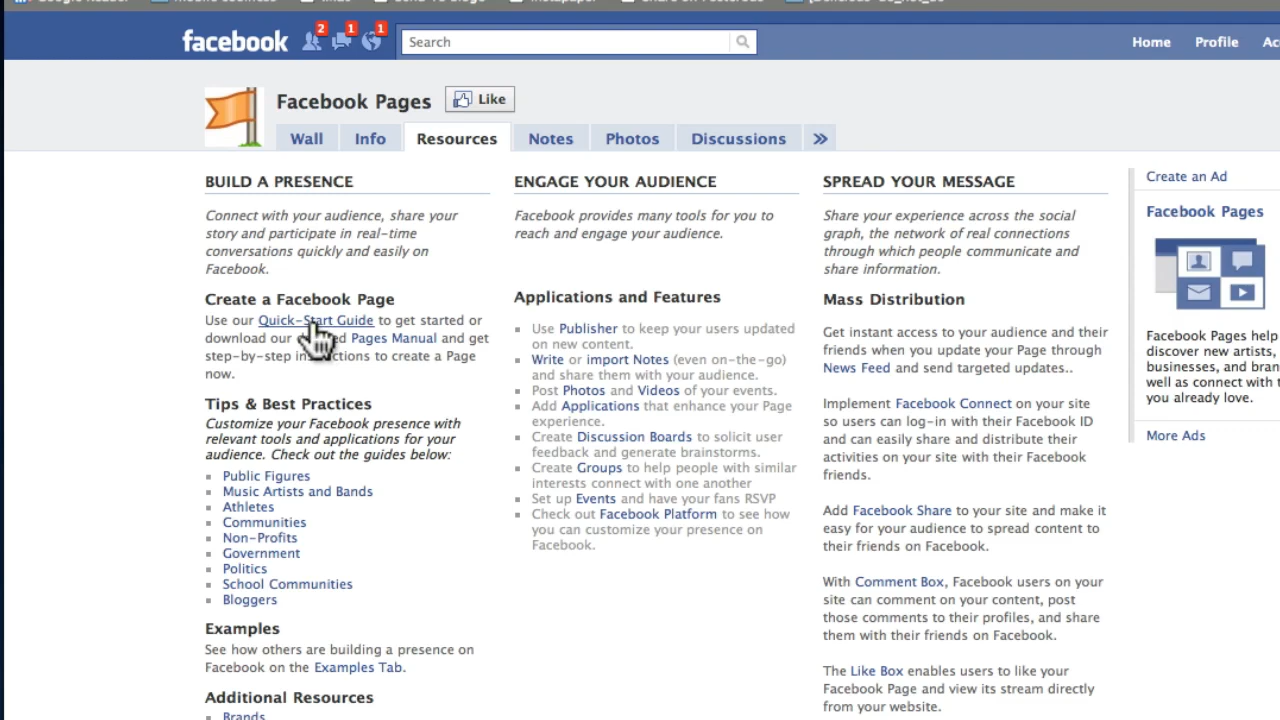 facebook
2
1
1
Search
Home Profile
Facebook Pages
Like
Wall Info Resources Notes Photos Discussions »
BUILD A PRESENCE
Connect with your audience, share your
story and participate in real-time
conversations quickly and easily on
Facebook.
Create a Facebook Page
Use our Quick-Start Guide to get started or
download our Pages Manual and get
step-by-step to create a Page
now.
Tips & Best Practices
Customize your Facebook presence with
relevant tools and applications for your
audience. Check out the guides below:
Public Figures
Music Artists and Bands
Athletes
Communities
Non-Profits
Government
Politics
School Communities
Bloggers
Examples
See how others are building a presence on
Facebook on the Examples Tab.
Additional Resources
Brands
ENGAGE YOUR AUDIENCE
Facebook provides many tools for you to
reach and engage your audience.
Applications and Features
Use Publisher to keep your users updated
on new content.
Write or import Notes (even on-the-go)
and share them with your audience.
Post Photos and Videos of your events.
Add Applications that enhance your Page
experience.
Create Discussion Boards to solicit user
feedback and generate brainstorms.
Create Groups to help people with similar
interests connect with one another
Set up Events and have your fans RSVP
Check out Facebook Platform to see how
you can customize your presence on
Facebook.
SPREAD YOUR MESSAGE
Share your experience across the social
graph, the network of real connections
through which people communicate and
share information.
Mass Distribution
Get instant access to your audience and their
friends when you update your Page through
News Feed and send targeted updates..
Implement Facebook Connect on your site
so users can log-in with their Facebook ID
and can easily share and distribute their
activities on your site with their Facebook
friends.
Add Facebook Share to your site and make it
easy for your audience to spread content to
their friends on Facebook.
With Comment Box, Facebook users on your
site can comment on your content, post
those comments to their profiles, and share
them with their friends on Facebook.
The Like Box enables users to like your
Facebook Page and view its stream directly
from your website.
Create an Ad
Facebook Pages
Facebook Pages help
discover new artists,
businesses, and bran
well as connect with t
you already love.
More Ads